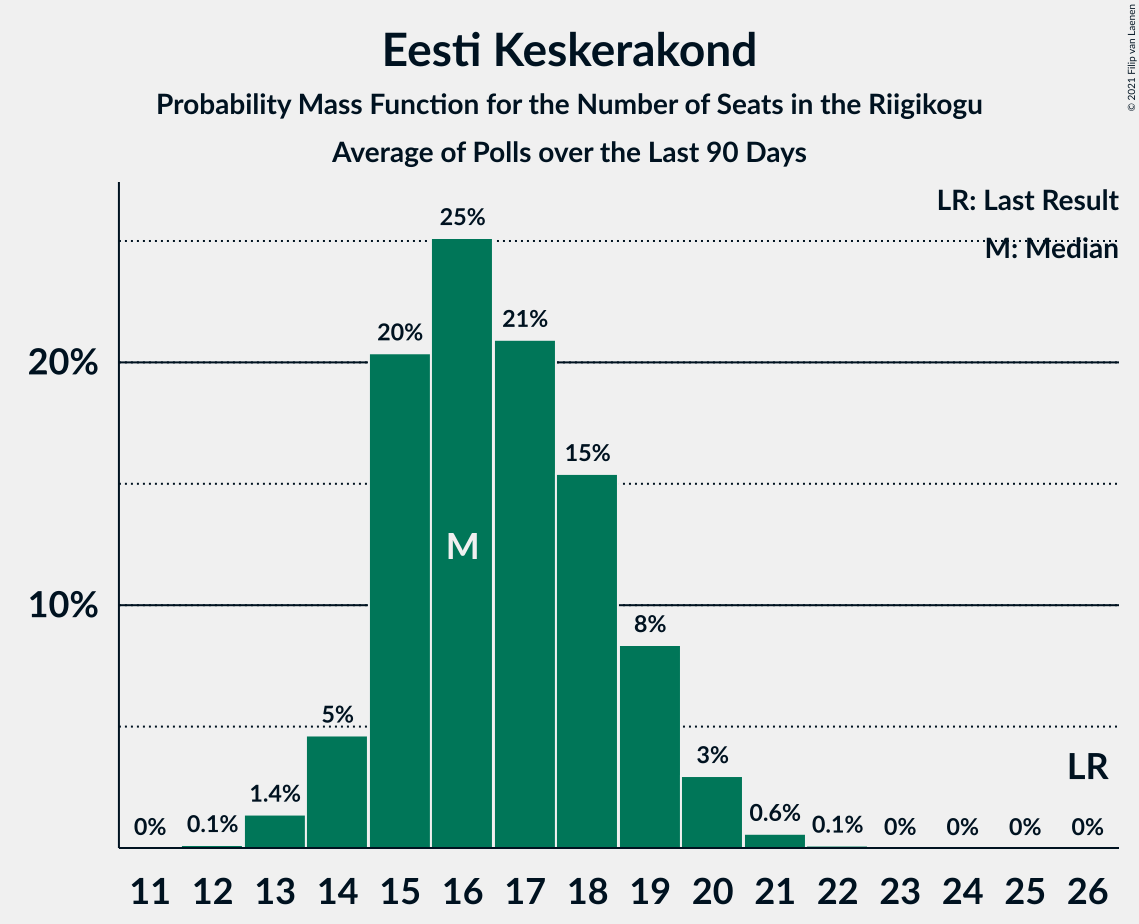 Eesti Keskerakond
Probability Mass Function for the Number of Seats in the Riigikogu
Average of Polls over the Last 90 Days
© 2021 Filip van Laenen
LR: Last Result
M: Median
20%
10%
0%
0.1%
1.4%
5%
20%
25%
21%
15%
8%
3%
0.6%
0.1%
0%
0%
0%
0%
M
LR
11 12 13 14 15 16 17 18 19 20 21 22 23 24 25 26